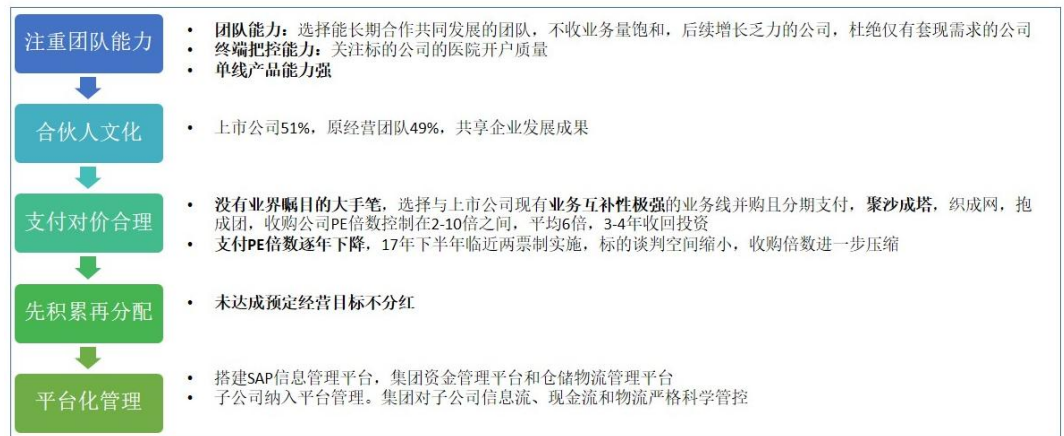 注重团队能力
• 团队能力：选择能长期合作共同发展的团队，不收业务量饱和，后续增长乏力的公司，杜绝仅有套现需求的公司
• 终端把控能力：关注标的公司的医院开户质量
• 单线产品能力强
合伙人文化
• 上市公司51%，原经营团队49%，共享企业发展成果
支付对价合理
• 没有业界瞩目的大手笔，选择与上市公司现有业务互补性极强的业务线并购且分期支付，聚沙成塔，织成网，抱
成团，收购公司PE倍数控制在2-10倍之间，平均6倍，3-4年收回投资
• 支付PE倍数逐年下降，17年下半年临近两票制实施，标的谈判空间缩小，收购倍数进一步压缩
先积累再分配
• 未达成预定经营目标不分红
平台化管理
• 搭建SAP信息管理平台，集团资金管理平台和仓储物流管理平台
• 子公司纳入平台管理。集团对子公司信息流、现金流和物流严格科学管控